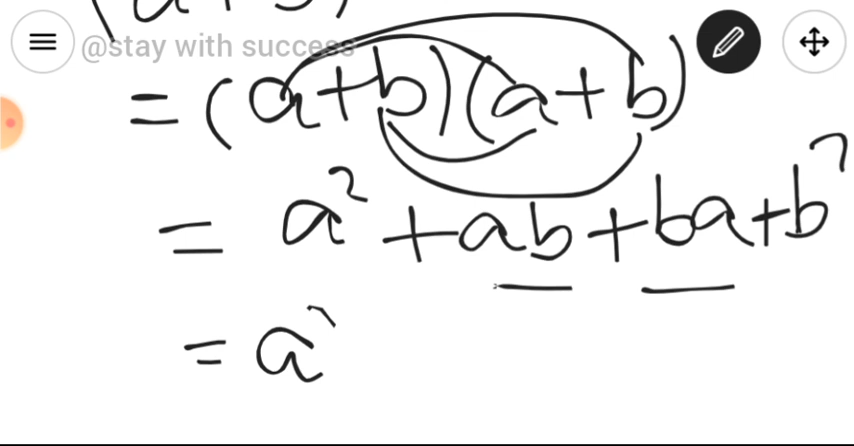 (a+b)
@stay with success
=(a+b)(a+b)
= a² +ab+ba+b²
= a